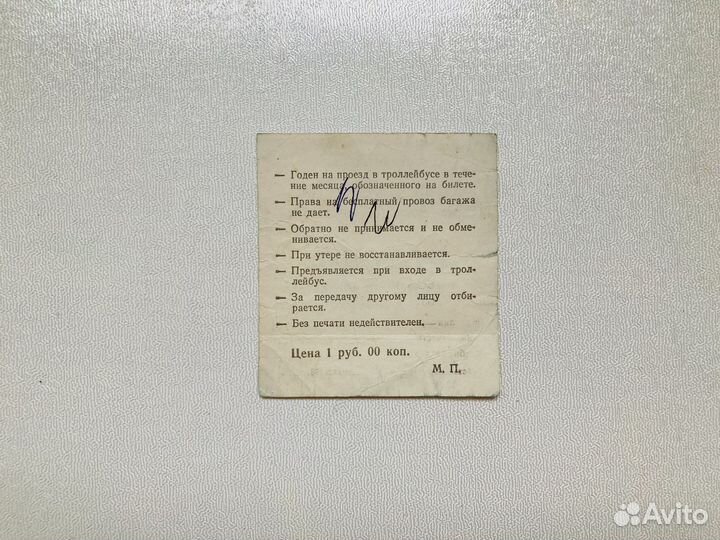 — Годен на проезд в троллейбусе в тече-
ние месяца, обозначенного на билете.
— Права на бесплатный провоз багажа
не дает.
— Обратно не принимается и не обме-
нивается.
— При утере не восстанавливается.
— Предъявляется при входе в трол-
лейбус.
— За передачу другому лицу отби-
рается.
— Без печати недействителен.
Цена 1 руб. 00 коп.
М. П.
Avito